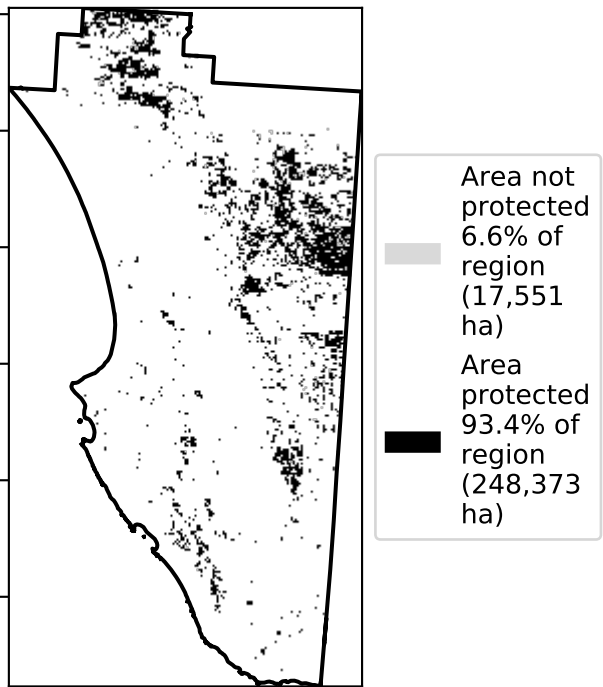 Area not
protected
6.6% of
region
(17,551
ha)
Area
protected
93.4% of
region
(248,373
ha)